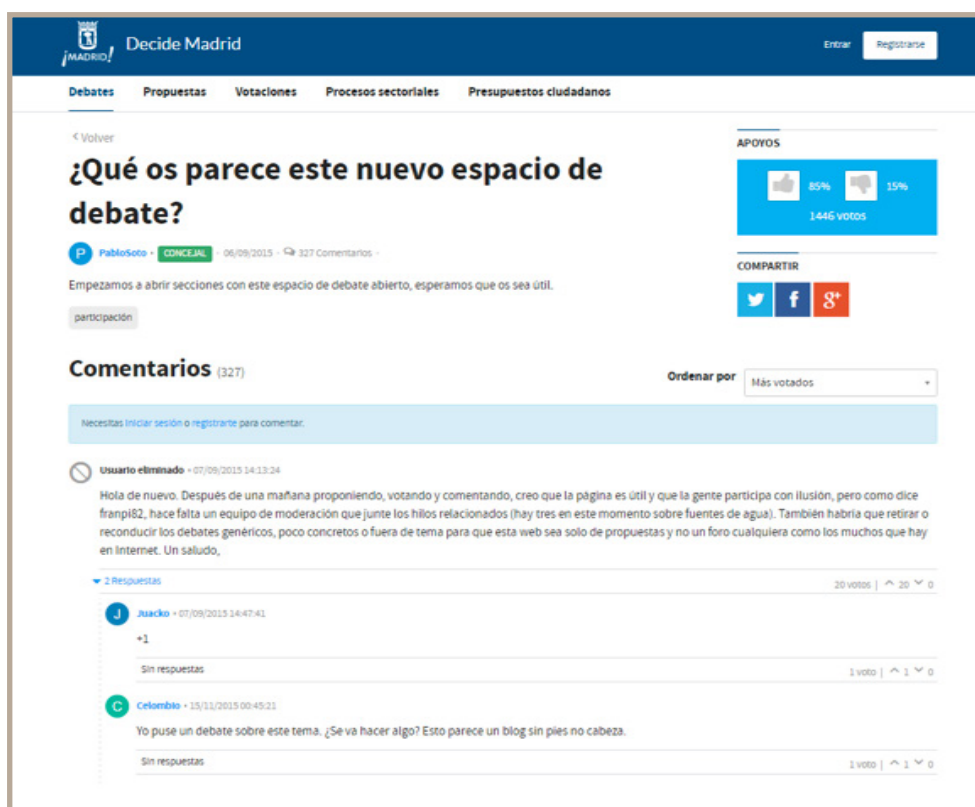 ¡MADRID!
Decide Madrid
Entrar
Registrarse
Debates Propuestas Votaciones Procesos sectoriales Presupuestos ciudadanos
< Volver
¿Qué os parece este nuevo espacio de
debate?
P PabloSoto • CONCEJAL · 06/09/2015 · 327 Comentarios ·
Empezamos a abrir secciones con este espacio de debate abierto, esperamos que os sea útil.
participación
APOYOS
85% 15%
1446 votos
COMPARTIR
f g+
Comentarios (327)
Ordenar por Más votados
Necesitas iniciar sesión o registrarte para comentar.
Usuario eliminado • 07/09/2015 14:13:24
Hola de nuevo. Después de una mañana proponiendo, votando y comentando, creo que la página es útil y que la gente participa con ilusión, pero como dice
franpi82, hace falta un equipo de moderación que junte los hilos relacionados (hay tres en este momento sobre fuentes de agua). También habría que retirar o
reconducir los debates genéricos, poco concretos o fuera de tema para que esta web sea solo de propuestas y no un foro cualquiera como los muchos que hay
en Internet. Un saludo,
2 Respuestas
20 votos | 20 0
J Juacko • 07/09/2015 14:47:41
+1
Sin respuestas
1 voto | 1 0
C Celombio • 15/11/2015 00:45:21
Yo puse un debate sobre este tema. ¿Se va hacer algo? Esto parece un blog sin pies no cabeza.
Sin respuestas
1 voto | 1 0